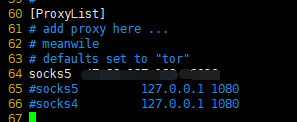 59 #
60 [ProxyList]
61 # add proxy here ...
62 # meanwile
63 # defaults set to "tor"
64 socks5
65 #socks5 127.0.0.1 1080
66 #socks4 127.0.0.1 1080
67